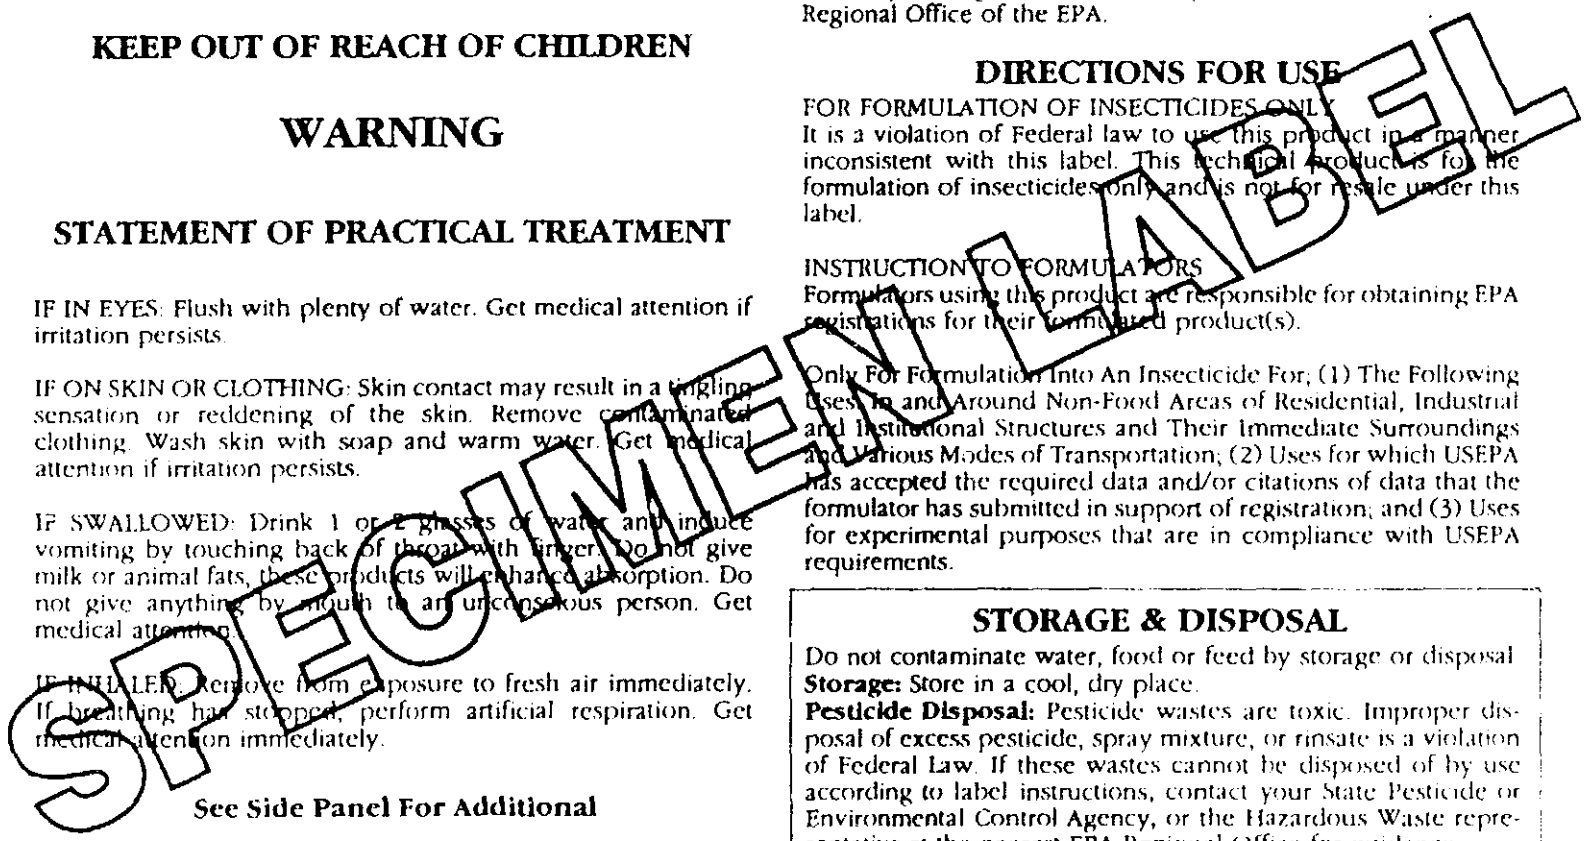 KEEP OUT OF REACH OF CHILDREN
WARNING
STATEMENT OF PRACTICAL TREATMENT
IF IN EYES: Flush with plenty of water. Get medical attention if
irritation persists.
IF ON SKIN OR CLOTHING: Skin contact may result in a tingling
sensation or reddening of the skin. Remove contaminated
clothing. Wash skin with soap and warm water. Get medical
attention if irritation persists.
IF SWALLOWED: Drink 1 or 2 glasses of water and induce
vomiting by touching back of throat with finger. Do not give
milk or animal fats, these products will enhance absorption. Do
not give anything by mouth to an unconscious person. Get
medical attention.
IF INHALED: Remove from exposure to fresh air immediately.
If breathing has stopped, perform artificial respiration. Get
medical attention immediately.
See Side Panel For Additional
Regional Office of the EPA.
DIRECTIONS FOR USE
FOR FORMULATION OF INSECTICIDES ONLY
It is a violation of Federal law to use this product in a manner
inconsistent with this label. This technical product is for the
formulation of insecticides only and is not for resale under this
label.
INSTRUCTION TO FORMULATORS
Formulators using this product are responsible for obtaining EPA
registrations for their formulated product(s).
Only For Formulation Into An Insecticide For; (1) The Following
Uses, In and Around Non-Food Areas of Residential, Industrial
and Institutional Structures and Their Immediate Surroundings
and Various Modes of Transportation; (2) Uses for which USEPA
has accepted the required data and/or citations of data that the
formulator has submitted in support of registration; and (3) Uses
for experimental purposes that are in compliance with USEPA
requirements.
STORAGE & DISPOSAL
Do not contaminate water, food or feed by storage or disposal
Storage: Store in a cool, dry place.
Pesticide Disposal: Pesticide wastes are toxic. Improper dis-
posal of excess pesticide, spray mixture, or rinsate is a violation
of Federal Law. If these wastes cannot be disposed of by use
according to label instructions, contact your State Pesticide or
Environmental Control Agency, or the Hazardous Waste repre-
SPECIMEN LABEL